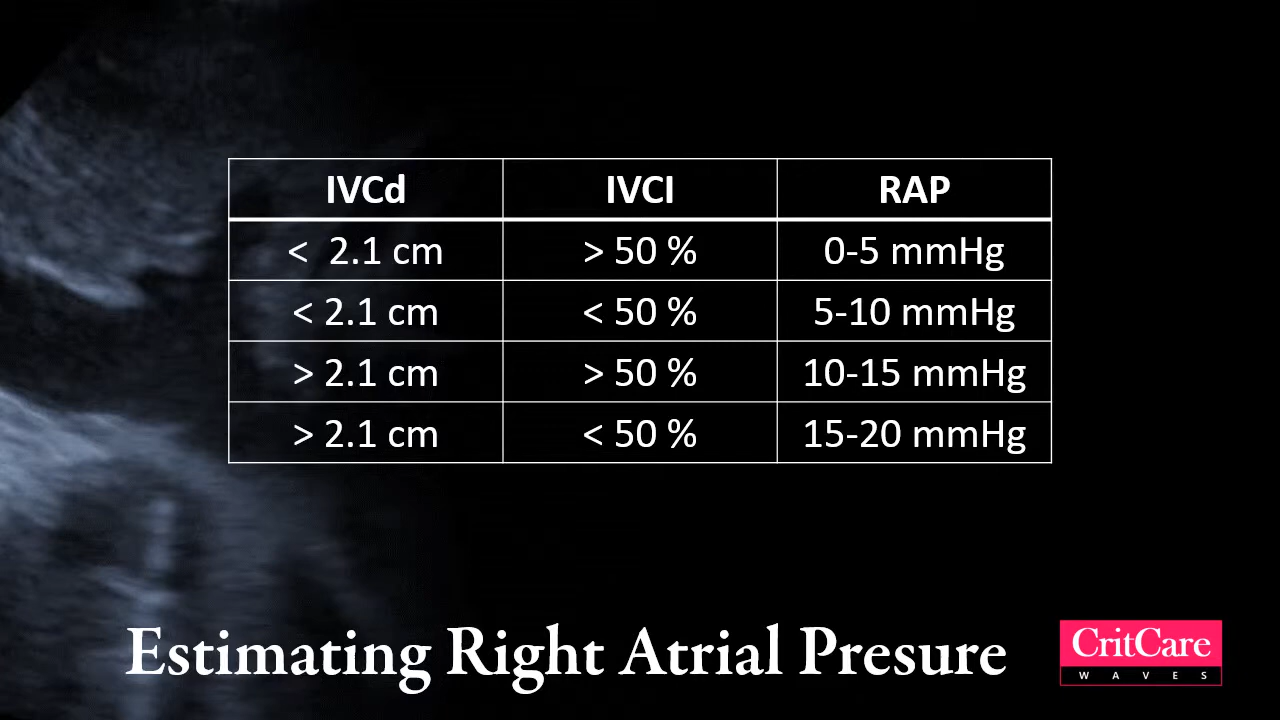 IVCd IVCI RAP
< 2.1 cm > 50 % 0-5 mmHg
< 2.1 cm < 50 % 5-10 mmHg
> 2.1 cm > 50 % 10-15 mmHg
> 2.1 cm < 50 % 15-20 mmHg
Estimating Right Atrial Presure
CritCare
WAVES